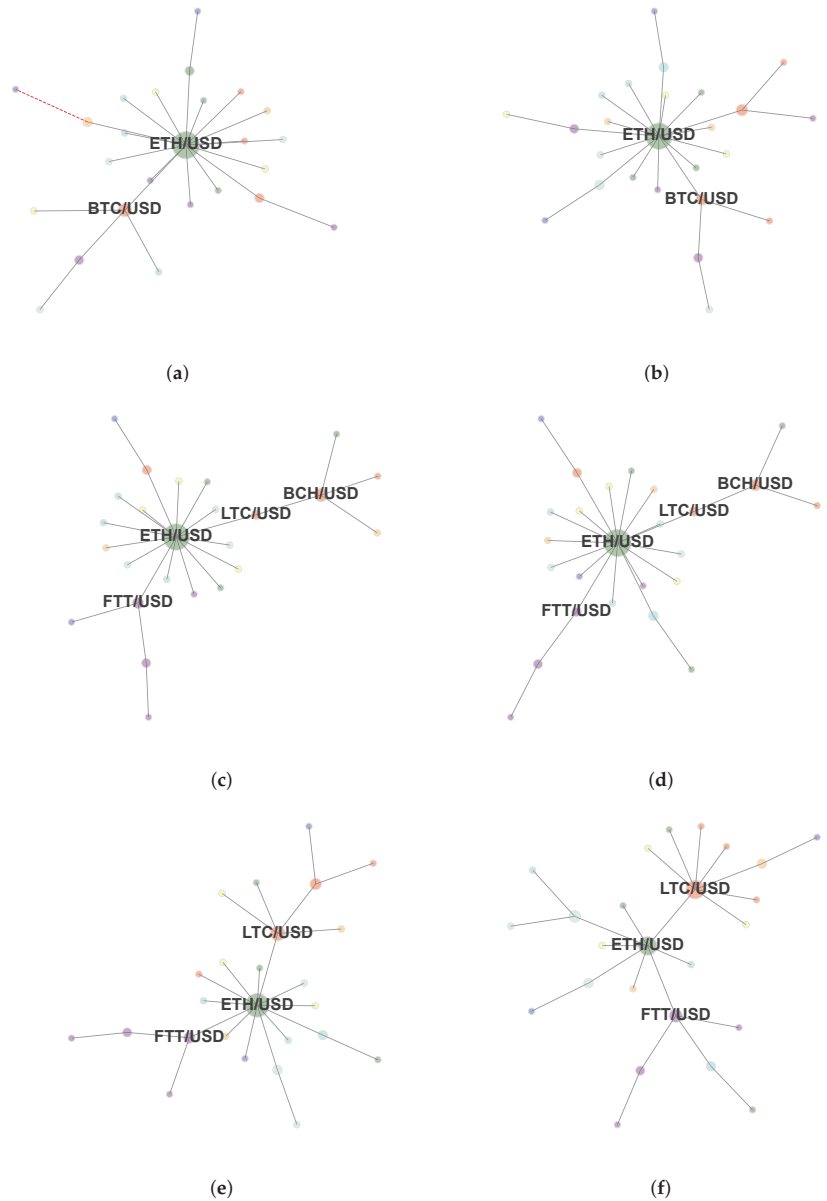 ETH/USD
BTC/USD
(a)
ETH/USD
BTC/USD
(b)
BCH/USD
LTC/USD
ETH/USD
FTT/USD
(c)
BCH/USD
LTC/USD
ETH/USD
FTT/USD
(d)
LTC/USD
ETH/USD
FTT/USD
(e)
LTC/USD
ETH/USD
FTT/USD
(f)